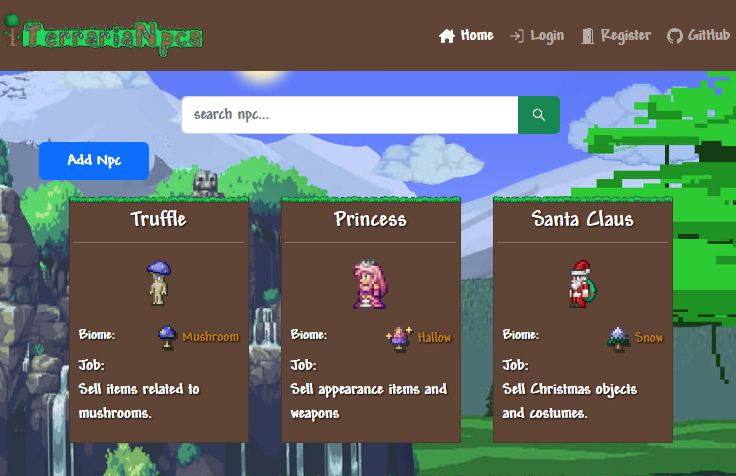 TerrariaNpcs
Home Login Register GitHub
search npc...
Add Npc
Truffle
Biome: Mushroom
Job:
Sell items related to
mushrooms.
Princess
Biome: Hallow
Job:
Sell appearance items and
weapons
Santa Claus
Biome: Snow
Job:
Sell Christmas objects
and costumes.